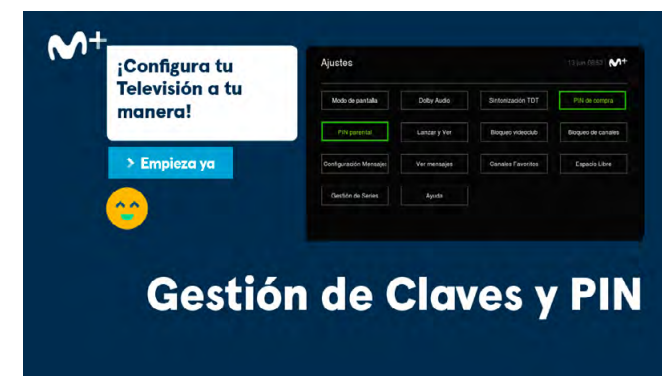 M+
¡Configura tu
Televisión a tu
manera!
> Empieza ya
Ajustes
M+
Modo de pantalla
Dolby Audio
Sintonización TDT
PIN de compra
PIN parental
Lanzar y Ver
Bloqueo videoclub
Bloqueo de canales
Configuración Mensajes
Ver mensajes
Canales Favoritos
Espacio Libre
Gestión de Series
Ayuda
Gestión de Claves y PIN